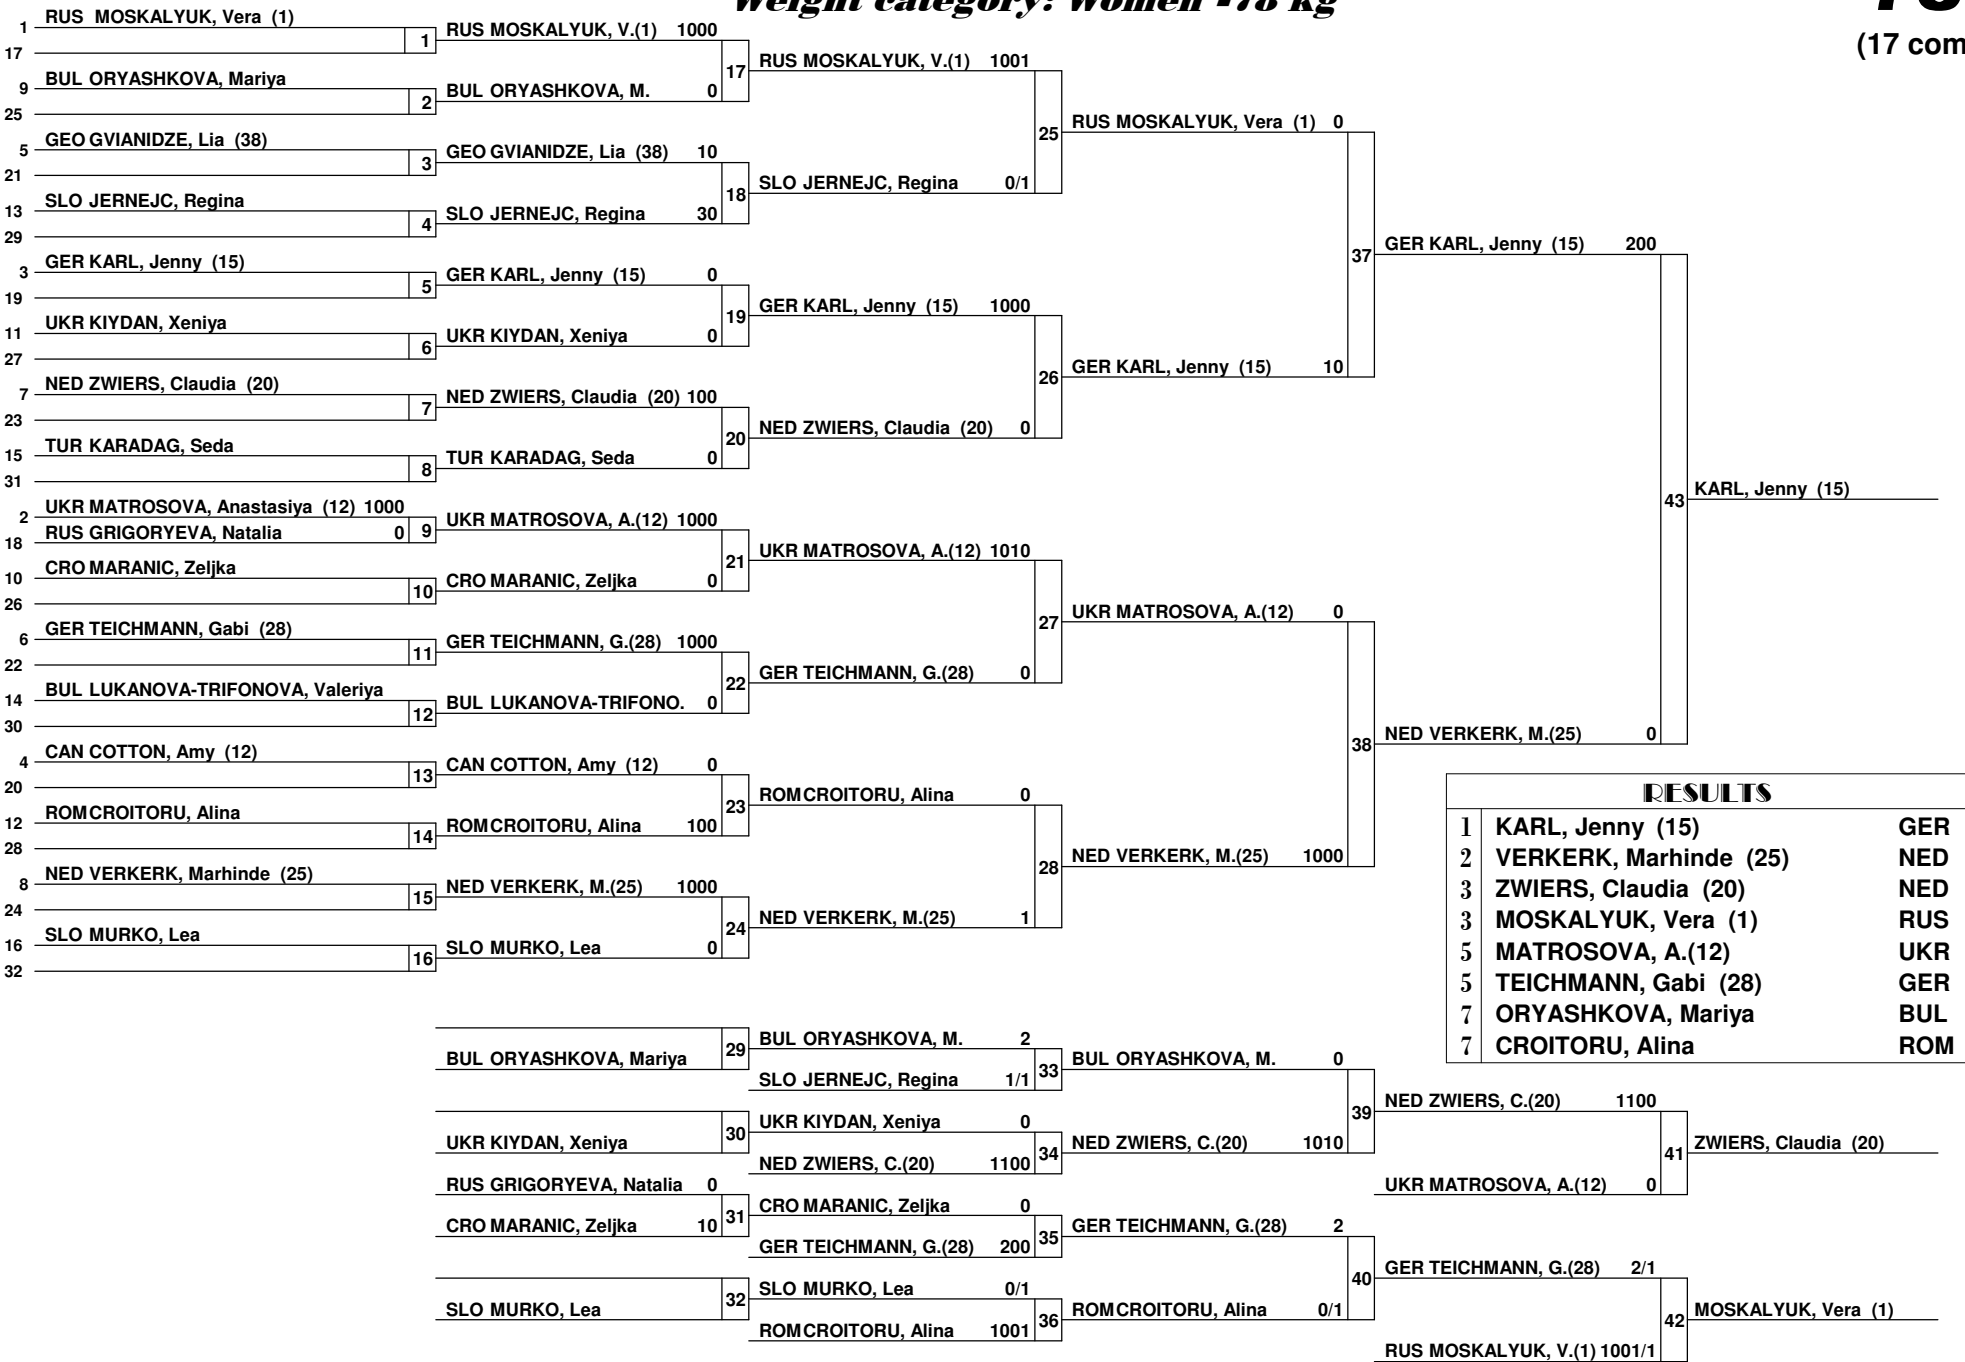 Weight category: Women -78 kg
(17 com
1 RUS MOSKALYUK, Vera (1)
17
1
9 BUL ORYASHKOVA, Mariya
25
2
5 GEO GVIANIDZE, Lia (38)
21
3
13 SLO JERNEJC, Regina
29
4
3 GER KARL, Jenny (15)
19
5
11 UKR KIYDAN, Xeniya
27
6
7 NED ZWIERS, Claudia (20)
23
7
15 TUR KARADAG, Seda
31
8
2 UKR MATROSOVA, Anastasiya (12) 1000
18 RUS GRIGORYEVA, Natalia 0
9
10 CRO MARANIC, Zeljka
26
10
6 GER TEICHMANN, Gabi (28)
22
11
14 BUL LUKANOVA-TRIFONOVA, Valeriya
30
12
4 CAN COTTON, Amy (12)
20
13
12 ROM CROITORU, Alina
28
14
8 NED VERKERK, Marhinde (25)
24
15
16 SLO MURKO, Lea
32
16
RUS MOSKALYUK, V.(1) 1000
BUL ORYASHKOVA, M. 0
17
GEO GVIANIDZE, Lia (38) 10
SLO JERNEJC, Regina 30
18
GER KARL, Jenny (15) 0
UKR KIYDAN, Xeniya 0
19
NED ZWIERS, Claudia (20) 100
TUR KARADAG, Seda 0
20
UKR MATROSOVA, A.(12) 1000
CRO MARANIC, Zeljka 0
21
GER TEICHMANN, G.(28) 1000
BUL LUKANOVA-TRIFONO. 0
22
CAN COTTON, Amy (12) 0
ROM CROITORU, Alina 100
23
NED VERKERK, M.(25) 1000
SLO MURKO, Lea 0
24
RUS MOSKALYUK, V.(1) 1001
SLO JERNEJC, Regina 0/1
25
GER KARL, Jenny (15) 1000
NED ZWIERS, Claudia (20) 0
26
UKR MATROSOVA, A.(12) 1010
GER TEICHMANN, G.(28) 0
27
ROM CROITORU, Alina 0
NED VERKERK, M.(25) 1
28
RUS MOSKALYUK, Vera (1) 0
GER KARL, Jenny (15) 10
37
UKR MATROSOVA, A.(12) 0
NED VERKERK, M.(25) 1000
38
GER KARL, Jenny (15) 200
NED VERKERK, M.(25) 0
43
KARL, Jenny (15)
RESULTS
1 KARL, Jenny (15) GER
2 VERKERK, Marhinde (25) NED
3 ZWIERS, Claudia (20) NED
3 MOSKALYUK, Vera (1) RUS
5 MATROSOVA, A.(12) UKR
5 TEICHMANN, Gabi (28) GER
7 ORYASHKOVA, Mariya BUL
7 CROITORU, Alina ROM
BUL ORYASHKOVA, Mariya
29
UKR KIYDAN, Xeniya
30
RUS GRIGORYEVA, Natalia 0
CRO MARANIC, Zeljka 10
31
SLO MURKO, Lea
32
BUL ORYASHKOVA, M. 2
SLO JERNEJC, Regina 1/1
33
UKR KIYDAN, Xeniya 0
NED ZWIERS, C.(20) 1100
34
CRO MARANIC, Zeljka 0
GER TEICHMANN, G.(28) 200
35
SLO MURKO, Lea 0/1
ROM CROITORU, Alina 1001
36
BUL ORYASHKOVA, M. 0
NED ZWIERS, C.(20) 1010
39
GER TEICHMANN, G.(28) 2
ROM CROITORU, Alina 0/1
40
NED ZWIERS, C.(20) 1100
UKR MATROSOVA, A.(12) 0
41
ZWIERS, Claudia (20)
GER TEICHMANN, G.(28) 2/1
RUS MOSKALYUK, V.(1) 1001/1
42
MOSKALYUK, Vera (1)